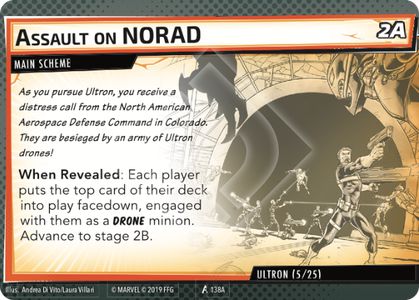 ASSAULT ON NORAD
2A
MAIN SCHEME
As you pursue Ultron, you receive a
distress call from the North American
Aerospace Defense Command in Colorado.
They are besieged by an army of Ultron
drones!
When Revealed: Each player
puts the top card of their deck
into play facedown, engaged
with them as a DRONE minion.
Advance to stage 2B.
ULTRON (5/25)
Illus. Andrea Di Vito/Laura Villari
© MARVEL © 2019 FFG
138A